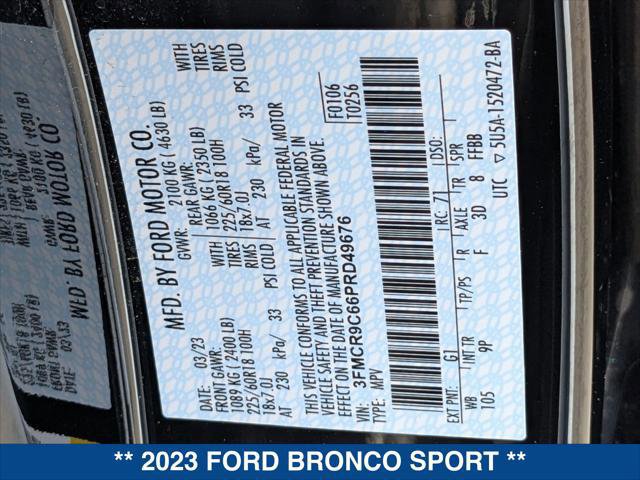 MFD. BY FORD MOTOR CO.
DATE: 03/23 GVWR: 2100 KG ( 4630 LB)
FRONT GAWR: REAR GAWR: WITH
1089 KG ( 2400 LB) WITH 1066 KG ( 2350 LB) TIRES
225/60R18 100H TIRES 225/60R18 100H RIMS
18x7.0J RIMS 18x7.0J
AT 230 kPa/ 33 PSI COLD AT 230 kPa/ 33 PSI COLD
THIS VEHICLE CONFORMS TO ALL APPLICABLE FEDERAL MOTOR
VEHICLE SAFETY AND THEFT PREVENTION STANDARDS IN
EFFECT ON THE DATE OF MANUFACTURE SHOWN ABOVE.
VIN: 3FMCR9C66PRD49676 F0106
TYPE: MPV T0256
EXT PNT: G1 RC: 71 DSO:
WB INT TR TP/PS R AXLE TR SPR
105 9P F 3D 8 FFBB
UTC ▽ 5U5A-1520472-BA
** 2023 FORD BRONCO SPORT **